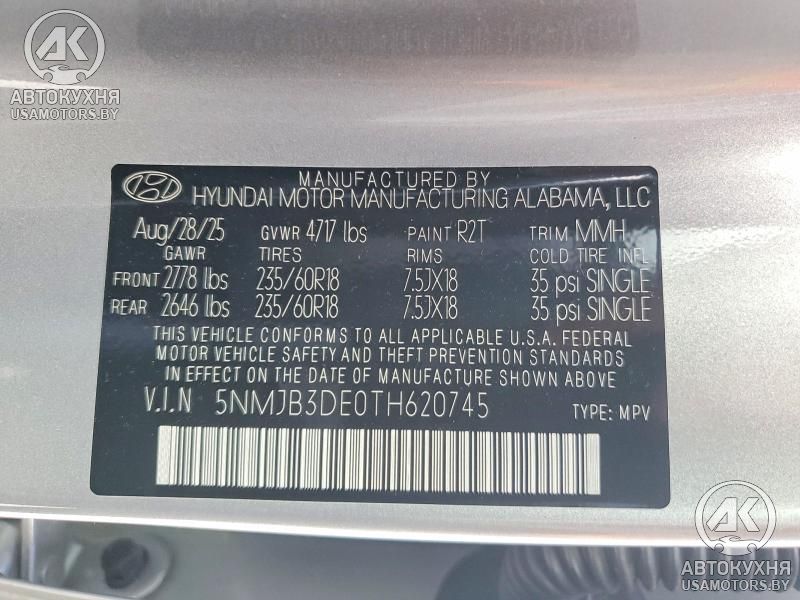 АК
АВТОКУХНЯ
USAMOTORS.BY
MANUFACTURED BY
HYUNDAI MOTOR MANUFACTURING ALABAMA, LLC
Aug/28/25 GVWR 4717 lbs PAINT R2T TRIM MMH
GAWR TIRES RIMS COLD TIRE INFL
FRONT 2778 lbs 235/60R18 7.5JX18 35 psi SINGLE
REAR 2646 lbs 235/60R18 7.5JX18 35 psi SINGLE
THIS VEHICLE CONFORMS TO ALL APPLICABLE U.S.A. FEDERAL
MOTOR VEHICLE SAFETY AND THEFT PREVENTION STANDARDS
IN EFFECT ON THE DATE OF MANUFACTURE SHOWN ABOVE.
V.I.N 5NMJB3DE0TH620745 TYPE: MPV
АК
АВТОКУХНЯ
USAMOTORS.BY